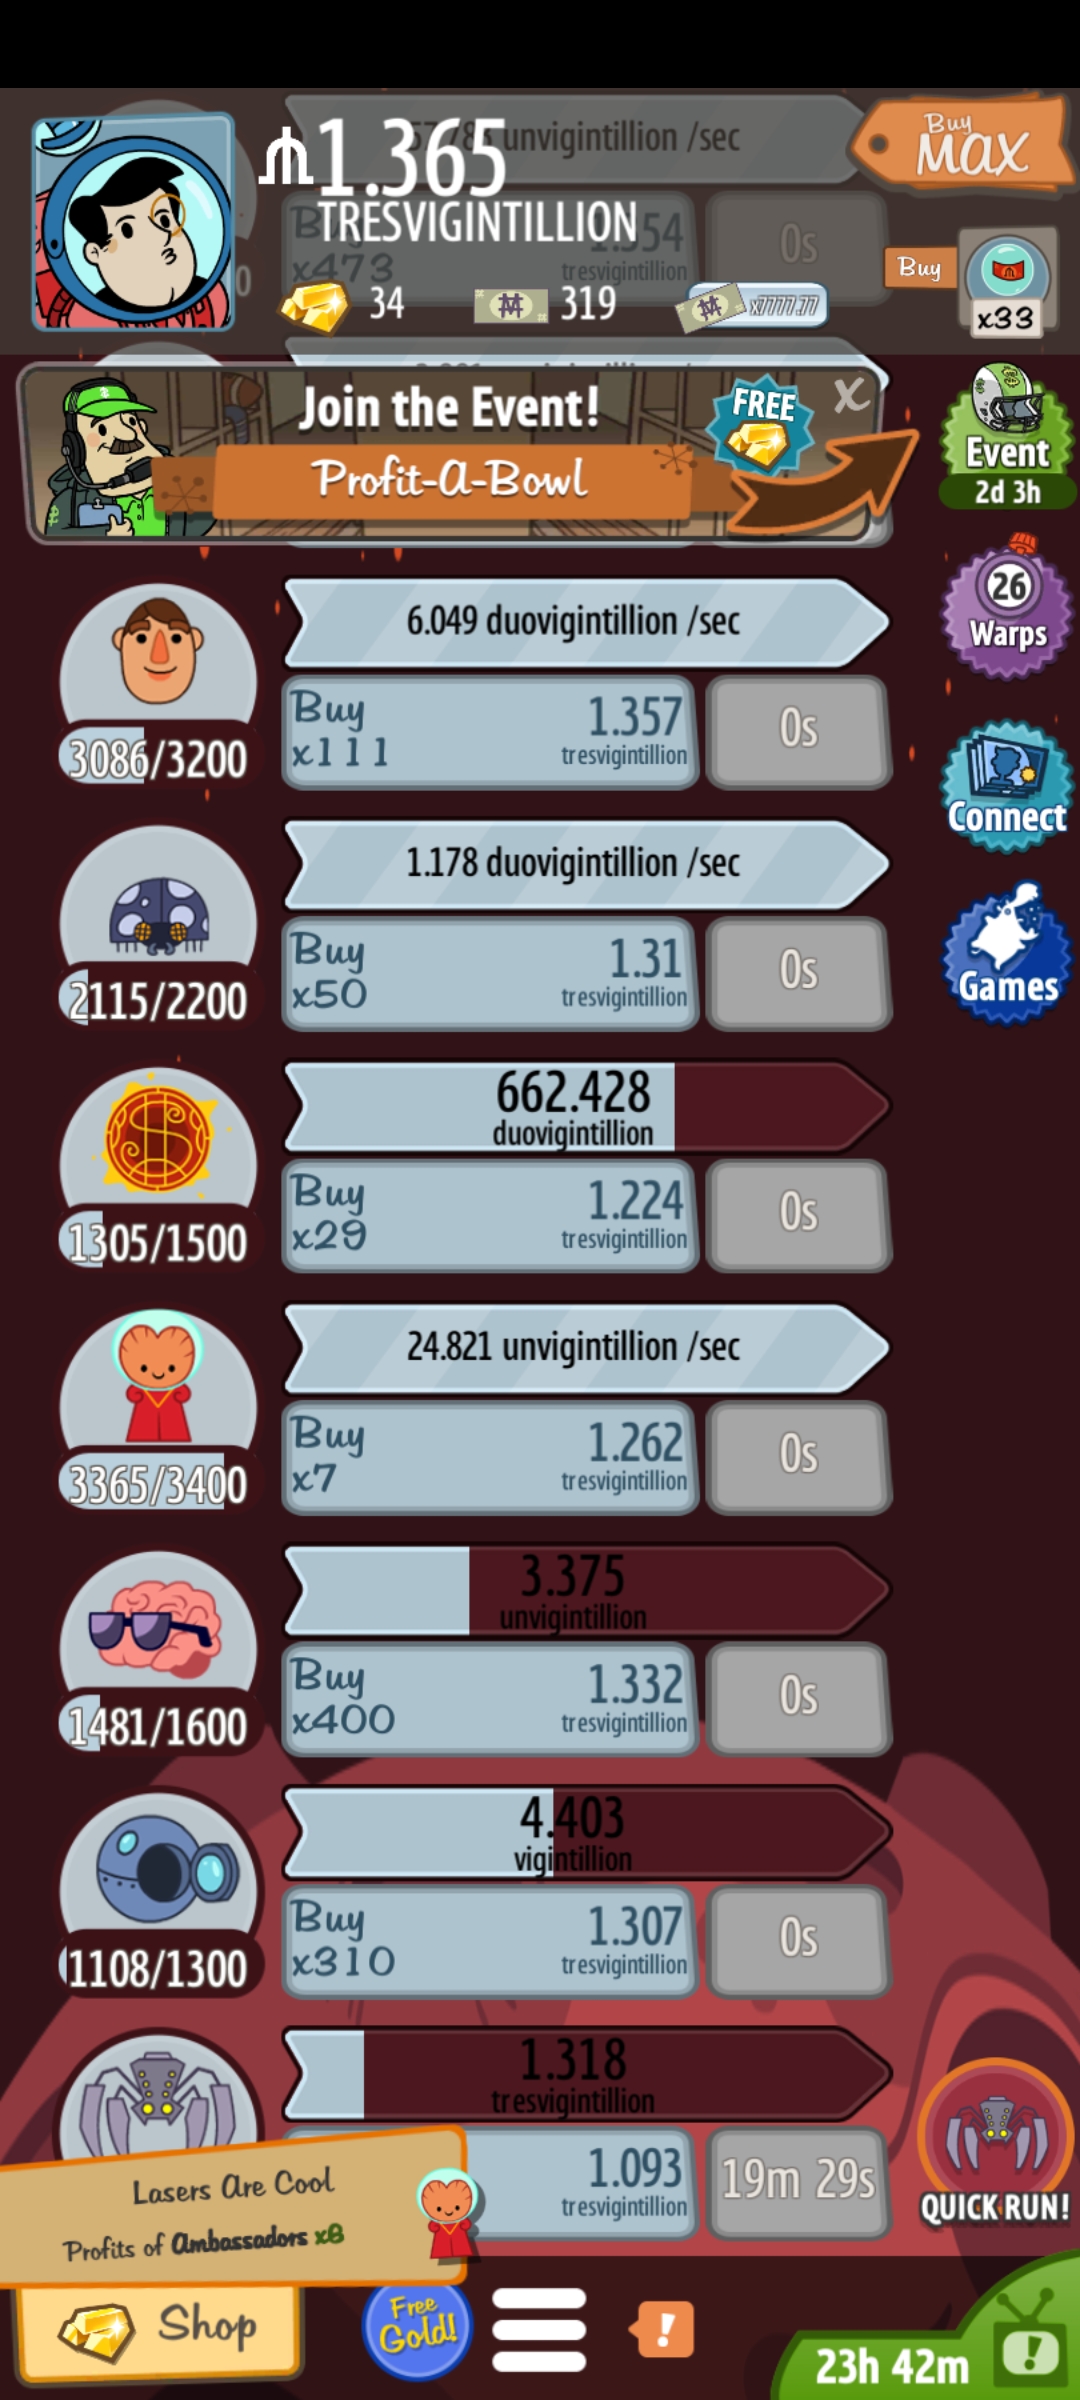 57.78 unvigintillion /sec
₼1.365
TRESVIGINTILLION
Buy
MAX
x473
1.354
tresvigintillion
0s
34
319
x7777.77
Buy
x33
Join the Event!
FREE
X
Profit-A-Bowl
Event
2d 3h
26
Warps
Connect
Games
6.049 duovigintillion /sec
3086/3200
Buy
x111
1.357
tresvigintillion
0s
1.178 duovigintillion /sec
2115/2200
Buy
x50
1.31
tresvigintillion
0s
662.428
duovigintillion
1305/1500
Buy
x29
1.224
tresvigintillion
0s
24.821 unvigintillion /sec
3365/3400
Buy
x7
1.262
tresvigintillion
0s
3.375
unvigintillion
1481/1600
Buy
x400
1.332
tresvigintillion
0s
4.403
vigintillion
1108/1300
Buy
x310
1.307
tresvigintillion
0s
1.318
tresvigintillion
1.093
tresvigintillion
19m 29s
QUICK RUN!
Lasers Are Cool
Profits of Ambassadors x8
Shop
Free
Gold!
!
23h 42m
!